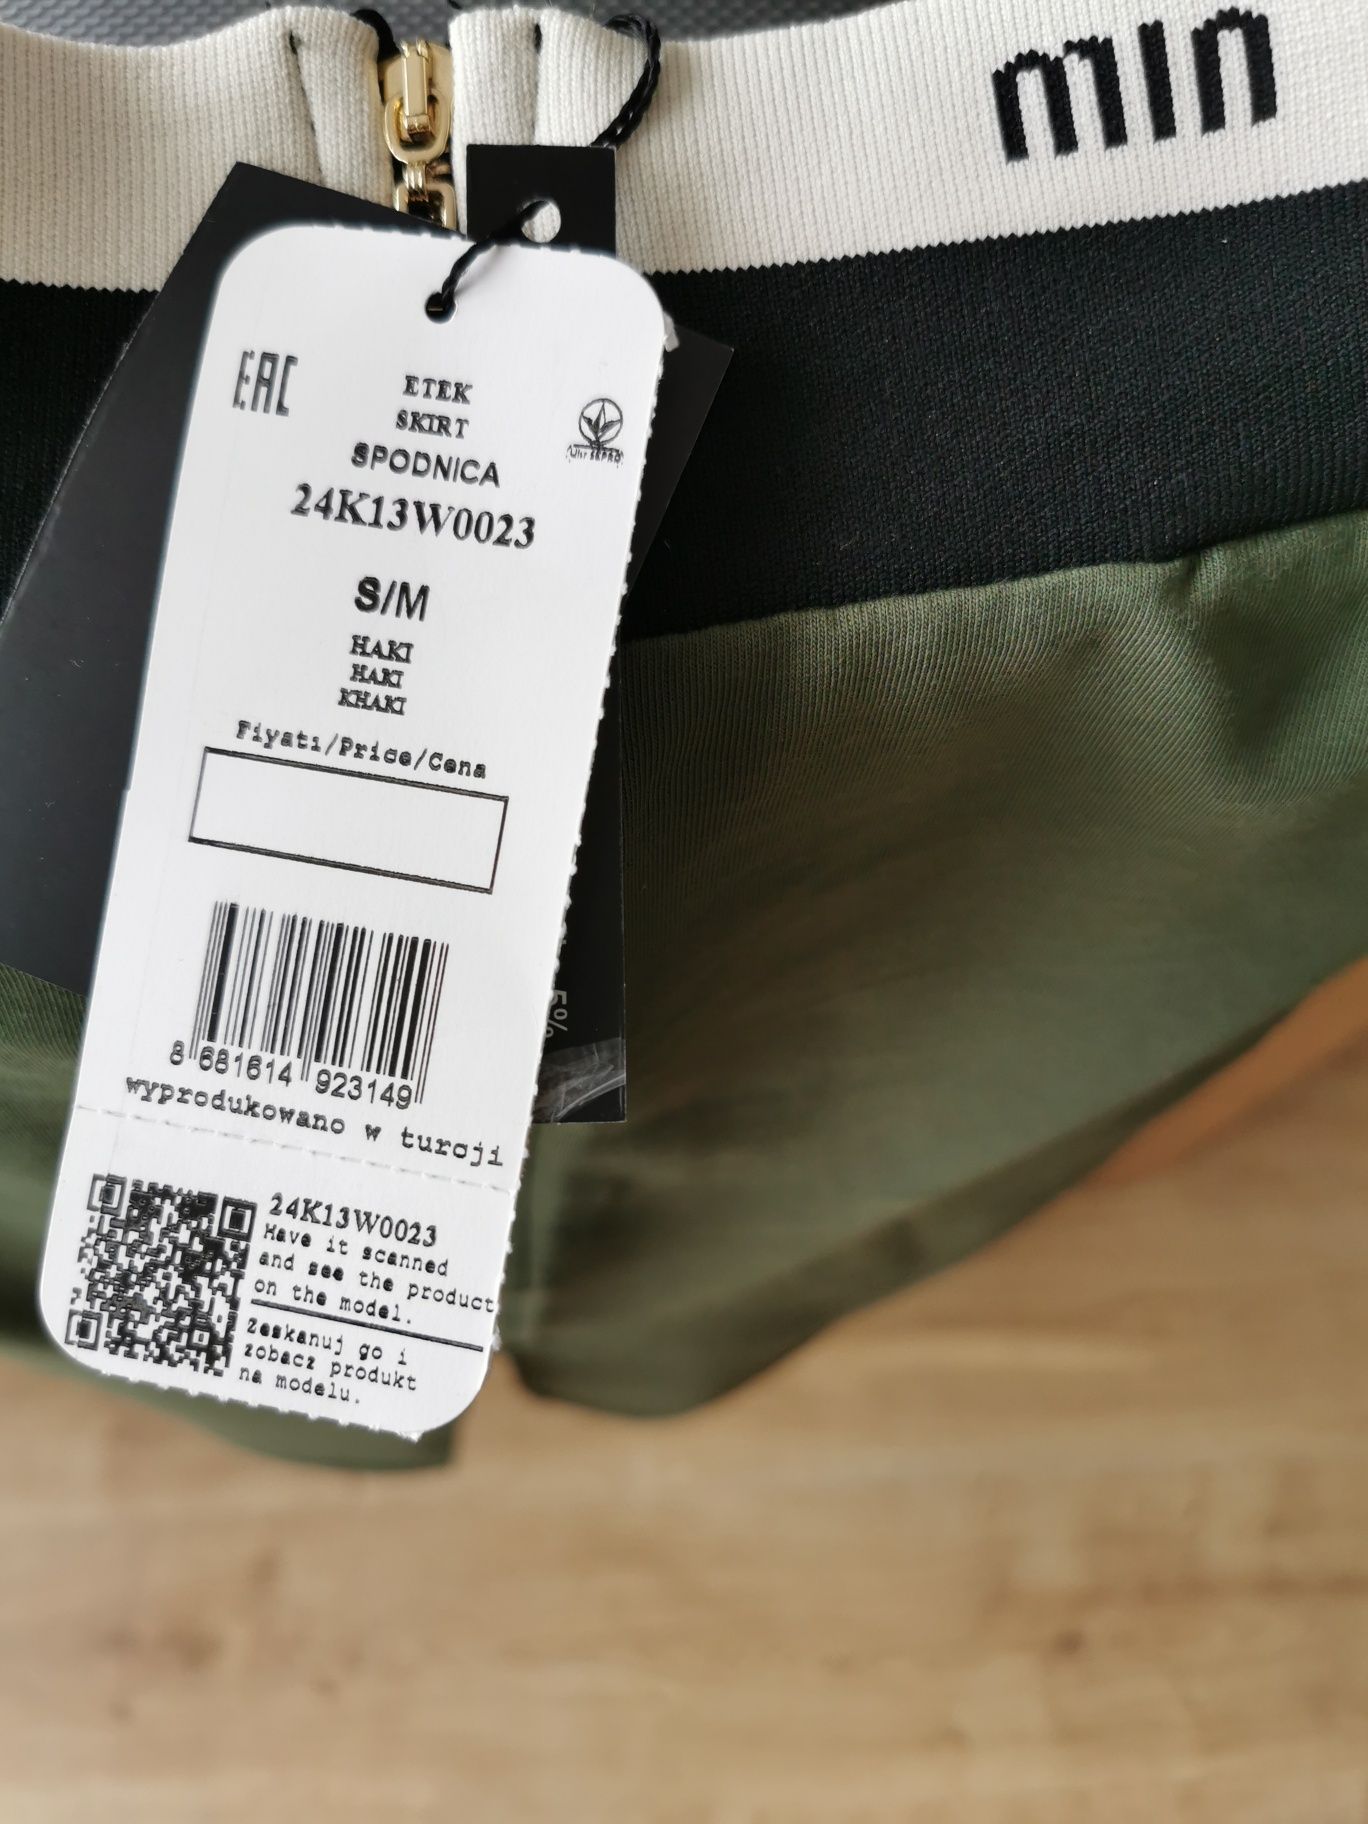 min
EAC
ETEK
SKIRT
SPODNICA
24K13W0023
S/M
HAKI
HAKI
KHAKI
Fiyatı/Price/Cena
8 681614 923149
wyprodukowano w turcji
5%
24K13W0023
Have it scanned
and see the product
on the model.
Zeskanuj go i
zobacz produkt
na modelu.